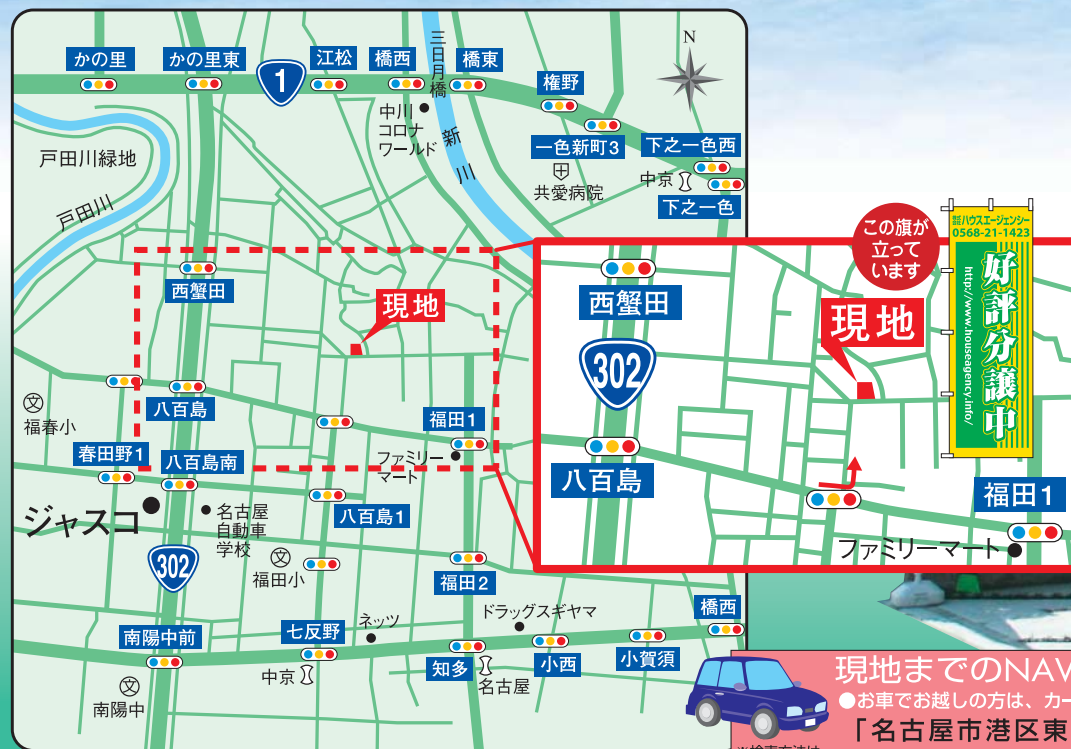 かの里
かの里東
1
江松
橋西
三日月橋
橋東
権野
N
中川
コロナ
ワールド
新川
一色新町3
下之一色西
戸田川緑地
共愛病院
中京
下之一色
戸田川
西蟹田
現地
八百島
福田1
福春小
春田野1
八百島南
ファミリー
マート
ジャスコ
名古屋
自動車
学校
八百島1
302
福田小
福田2
南陽中前
七反野
ネッツ
ドラッグスギヤマ
橋西
中京
知多
名古屋
小西
小賀須
南陽中
西蟹田
302
八百島
現地
この旗が
立って
います
株式会社ハウスエージェンシー
0568-21-1423
好評分譲中
http://www.houseagency.info/
福田1
ファミリーマート
現地までのNAV
●お車でお越しの方は、カー
「名古屋市港区東